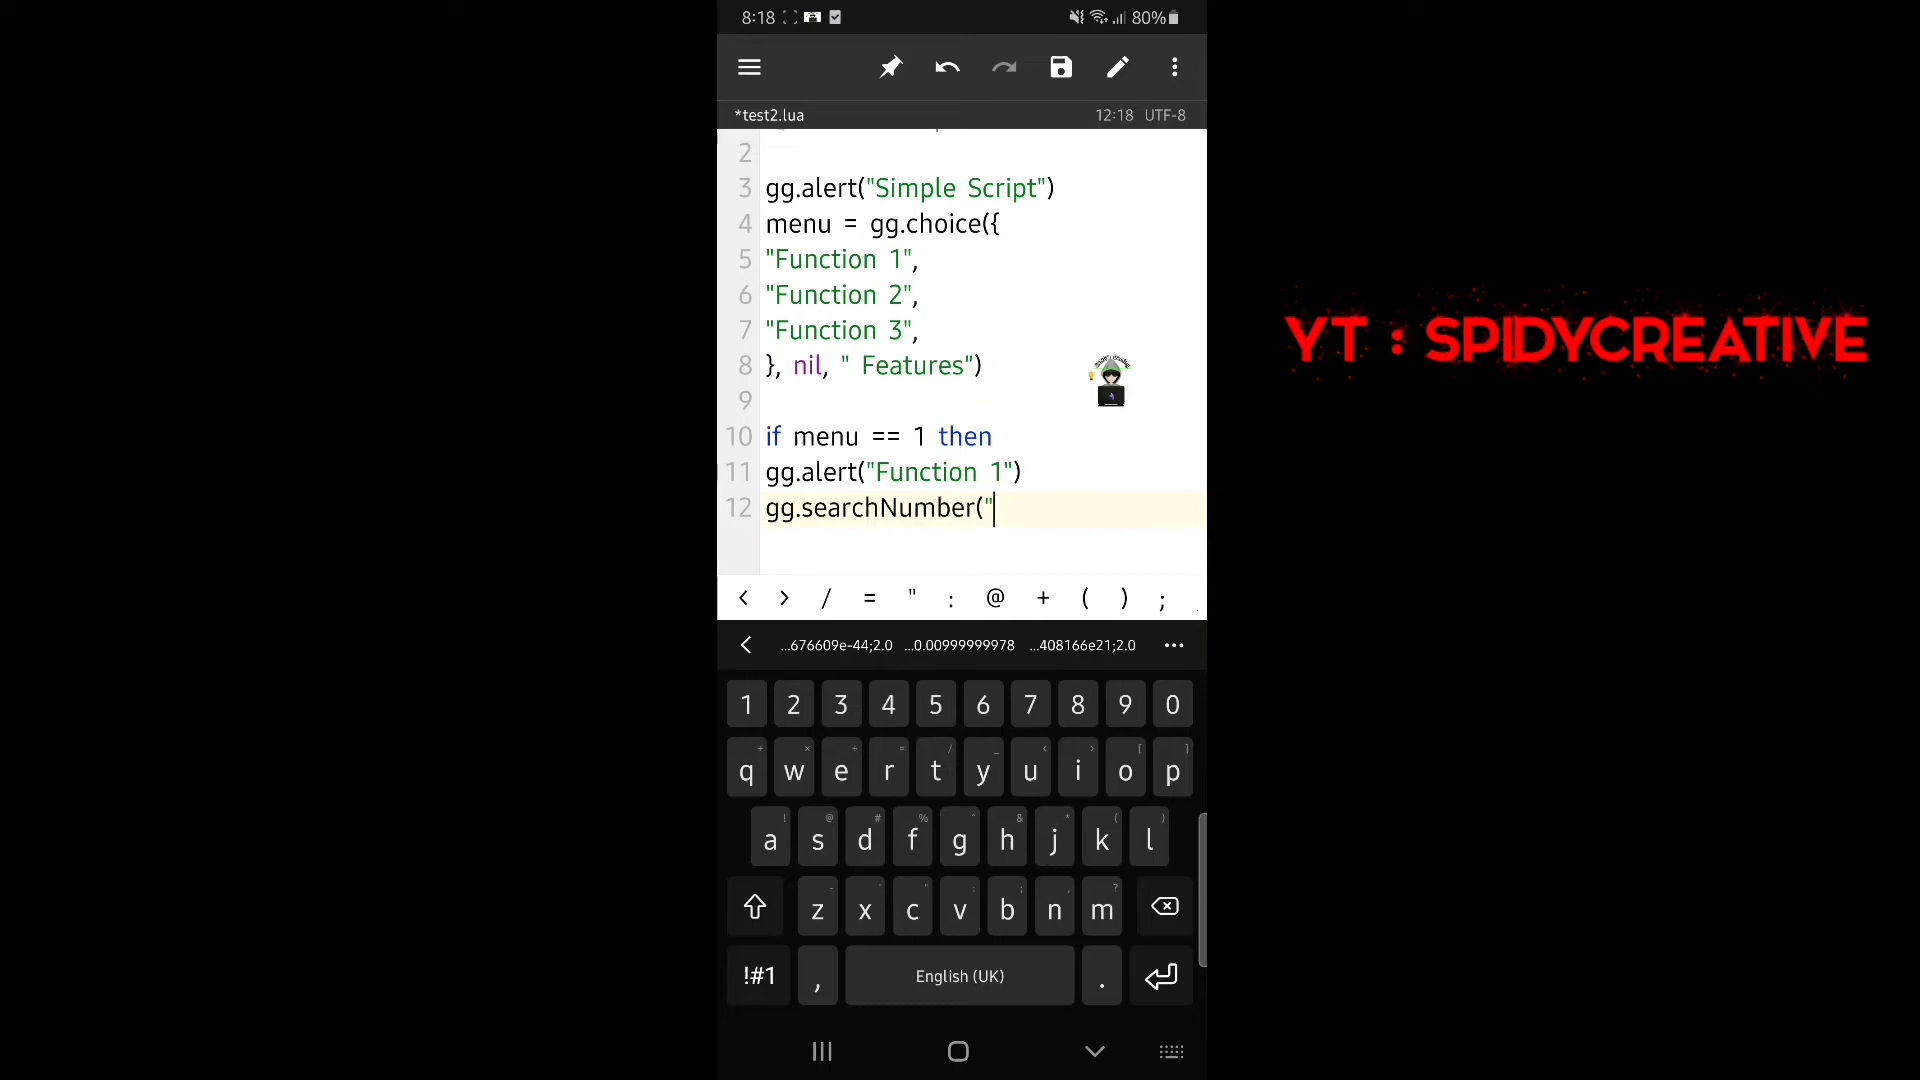 8:18 80%
*test2.lua 12:18 UTF-8
2
3 gg.alert("Simple Script")
4 menu = gg.choice({
5 "Function 1",
6 "Function 2",
7 "Function 3",
8 }, nil, " Features")
9
10 if menu == 1 then
11 gg.alert("Function 1")
12 gg.searchNumber("
YT : SPIDYCREATIVE
< > / = " : @ + ( ) ;
...676609e-44;2.0 ...0.00999999978 ...408166e21;2.0
1 2 3 4 5 6 7 8 9 0
+ × ÷ = / _ < > [ ]
q w e r t y u i o p
! @ # % ^ & * ( )
a s d f g h j k l
- ' " : ; , ?
z x c v b n m
!#1 , English (UK) .